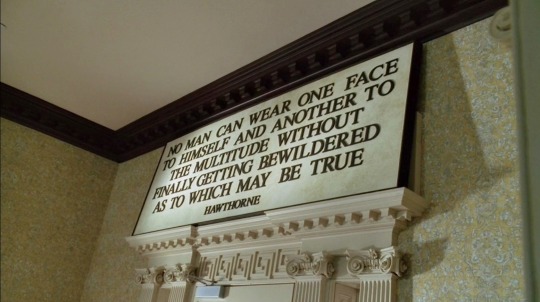 NO MAN CAN WEAR ONE FACE
TO HIMSELF AND ANOTHER TO
THE MULTITUDE WITHOUT
FINALLY GETTING BEWILDERED
AS TO WHICH MAY BE TRUE
HAWTHORNE